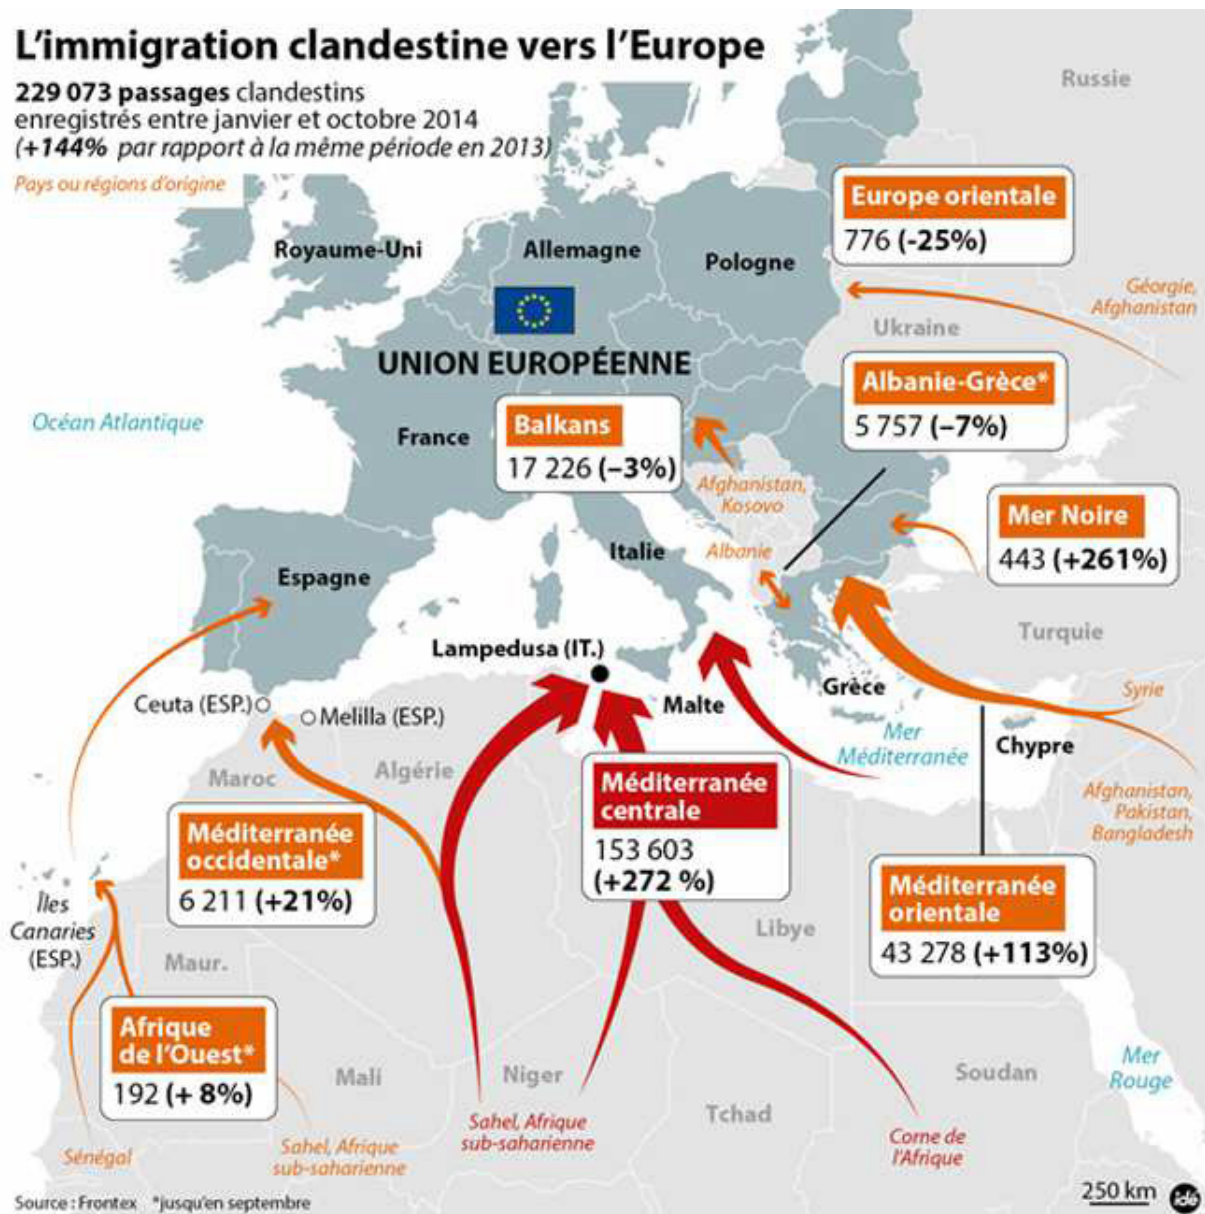 L'immigration clandestine vers l'Europe
229 073 passages clandestins
enregistrés entre janvier et octobre 2014
(+144% par rapport à la même période en 2013)
Pays ou régions d'origine
Russie
Europe orientale
776 (-25%)
Royaume-Uni
Allemagne
Pologne
Géorgie,
Afghanistan
Ukraine
UNION EUROPÉENNE
Albanie-Grèce*
5 757 (–7%)
Océan Atlantique
France
Balkans
17 226 (–3%)
Afghanistan,
Kosovo
Mer Noire
443 (+261%)
Italie
Albanie
Espagne
Turquie
Lampedusa (IT.)
Ceuta (ESP.)
Melilla (ESP.)
Malte
Grèce
Syrie
Mer
Méditerranée
Chypre
Maroc
Algérie
Méditerranée
centrale
153 603
(+272 %)
Afghanistan,
Pakistan,
Bangladesh
Méditerranée
occidentale*
6 211 (+21%)
Méditerranée
orientale
43 278 (+113%)
Îles
Canaries
(ESP.)
Libye
Maur.
Afrique
de l'Ouest*
192 (+ 8%)
Mali
Niger
Tchad
Soudan
Mer
Rouge
Sénégal
Sahel, Afrique
sub-saharienne
Sahel, Afrique
sub-saharienne
Corne de
l'Afrique
Source : Frontex *jusqu'en septembre
250 km
idé